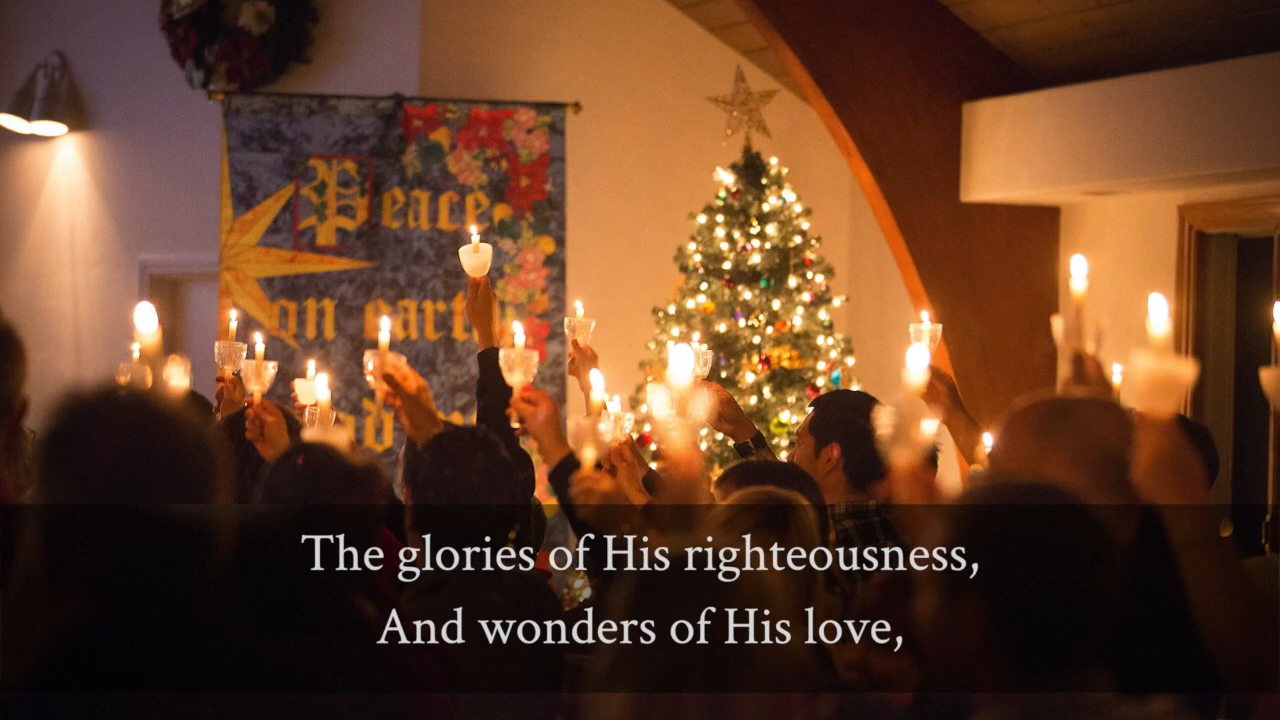 Peace
on earth
The glories of His righteousness,
And wonders of His love,